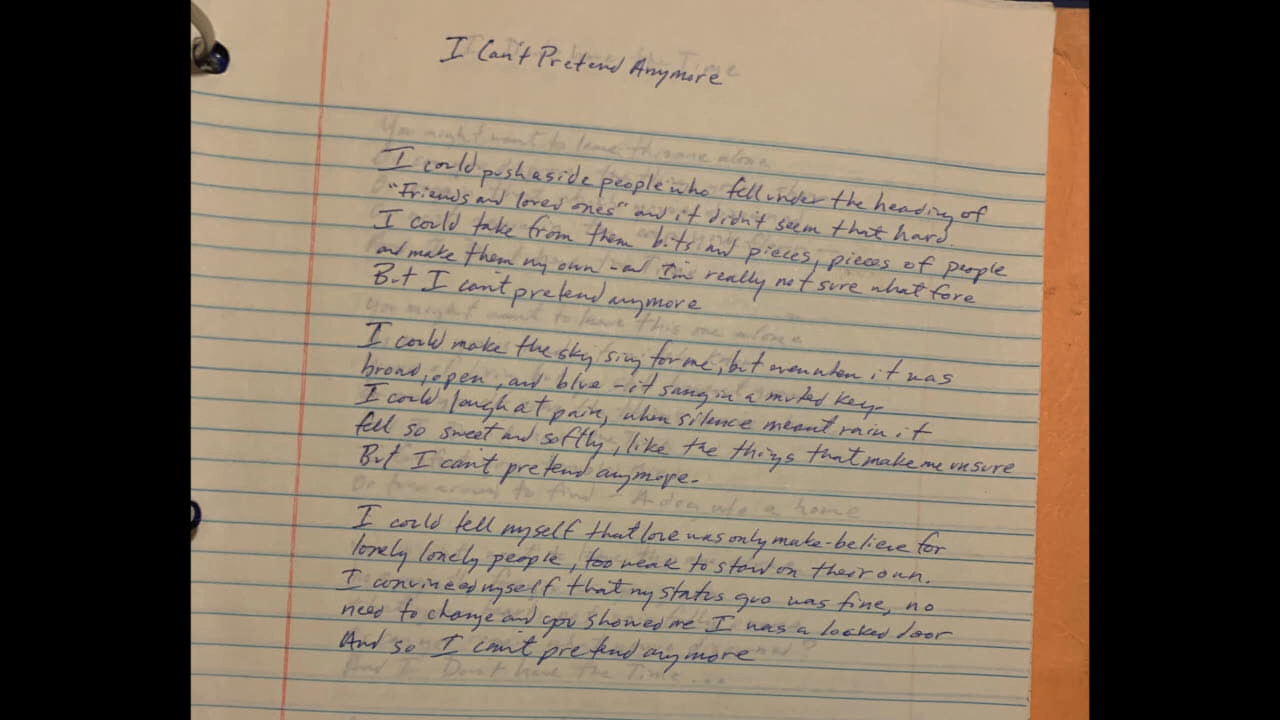 I Can't Pretend Anymore
I could push aside people who fell under the heading of
"Friends and loved ones" and it didn't seem that hard.
I could take from them bits and pieces, pieces of people
and make them my own - and I'm really not sure what fore
But I can't pretend anymore
I could make the sky sing for me, but even when it was
broad, open, and blue - it sang in a muted key.
I could laugh at pain, when silence meant rain it
fell so sweet and softly, like the things that make me unsure
But I can't pretend anymore.
I could tell myself that love was only make-believe for
lonely lonely people, too weak to stand on their own.
I convinced myself that my status quo was fine, no
need to change and you showed me I was a locked door
And so I can't pretend anymore